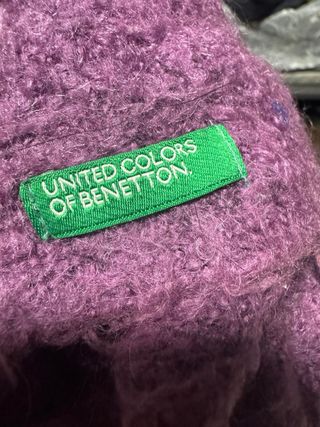 UNITED COLORS
OF BENETTON.